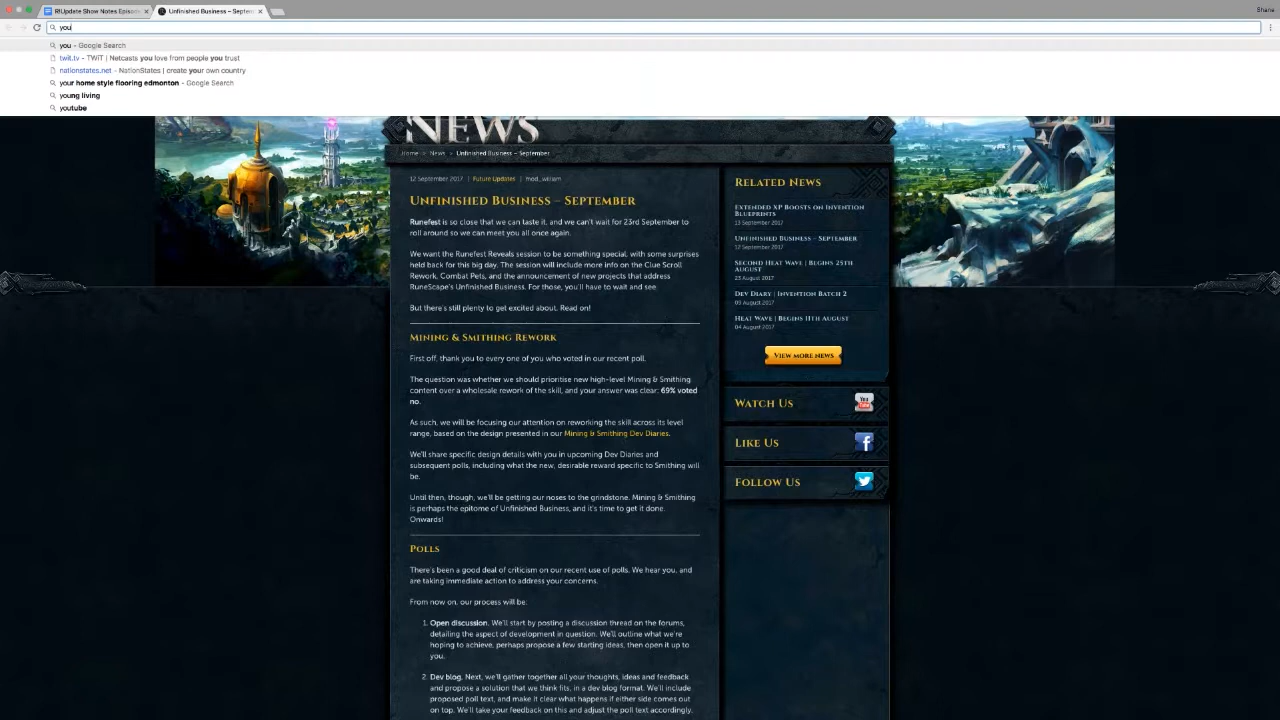 R!Update Show Notes Episode
Unfinished Business – Septem
Share
you
you – Google Search
twit.tv – TWiT | Netcasts you love from people you trust
nationstates.net – NationStates | create your own country
your home style flooring edmonton – Google Search
young living
youtube
NEWS
Home > News > Unfinished Business – September
12 September 2017 | Future Updates | mod_william
Unfinished Business – September
Runefest is so close that we can taste it, and we can't wait for 23rd September to
roll around so we can meet you all once again.
We want the Runefest Reveals session to be something special, with some surprises
held back for this big day. The session will include more info on the Clue Scroll
Rework, Combat Pets, and the announcement of new projects that address
RuneScape's Unfinished Business. For those, you'll have to wait and see.
But there's still plenty to get excited about. Read on!
Mining & Smithing Rework
First off, thank you to every one of you who voted in our recent poll.
The question was whether we should prioritise new high-level Mining & Smithing
content over a wholesale rework of the skill, and your answer was clear: 69% voted
no.
As such, we will be focusing our attention on reworking the skill across its level
range, based on the design presented in our Mining & Smithing Dev Diaries.
We'll share specific design details with you in upcoming Dev Diaries and
subsequent polls, including what the new, desirable reward specific to Smithing will
be.
Until then, though, we'll be getting our noses to the grindstone. Mining & Smithing
is perhaps the epitome of Unfinished Business, and it's time to get it done.
Onwards!
Polls
There's been a good deal of criticism on our recent use of polls. We hear you, and
are taking immediate action to address your concerns.
From now on, our process will be:
1. Open discussion. We'll start by posting a discussion thread on the forums,
detailing the aspect of development in question. We'll outline what we're
hoping to achieve, perhaps propose a few starting ideas, then open it up to
you.
2. Dev blog. Next, we'll gather together all your thoughts, ideas and feedback
and propose a solution that we think fits, in a dev blog format. We'll include
proposed poll text, and make it clear what happens if either side comes out
on top. We'll take your feedback on this and adjust the poll text accordingly.
Related News
Extended XP Boosts on Invention
Blueprints
13 September 2017
Unfinished Business – September
12 September 2017
Second Heat Wave | Begins 25th
August
23 August 2017
Dev Diary | Invention Batch 2
09 August 2017
Heat Wave | Begins 11th August
04 August 2017
View more news
Watch Us
You
Tube
Like Us
Follow Us